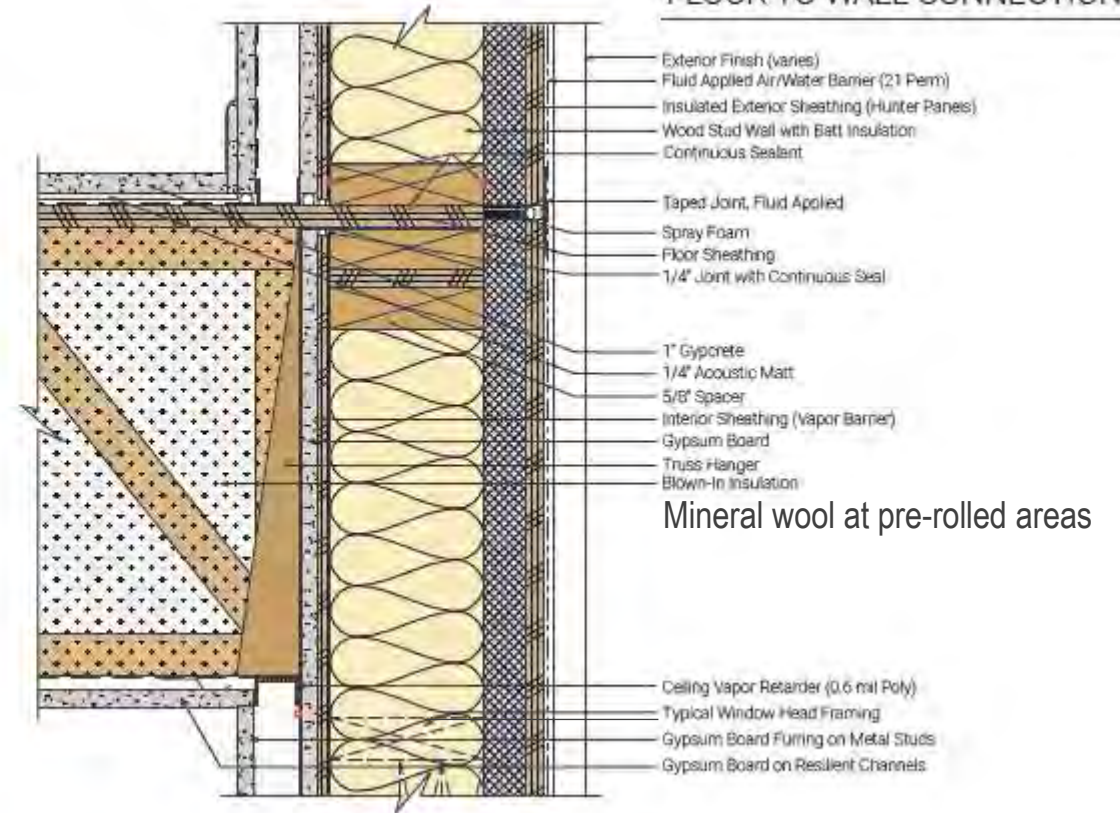 FLOOR TO WALL CONNECTION
Exterior Finish (varies)
Fluid Applied Air/Water Barrier (21 Perm)
Insulated Exterior Sheathing (Hunter Panels)
Wood Stud Wall with Batt Insulation
Continuous Sealant
Taped Joint, Fluid Applied
Spray Foam
Floor Sheathing
1/4" Joint with Continuous Seal
1" Gypcrete
1/4" Acoustic Matt
5/8" Spacer
Interior Sheathing (Vapor Barrier)
Gypsum Board
Truss Hanger
Blown-In Insulation
Mineral wool at pre-rolled areas
Ceiling Vapor Retarder (0.6 mil Poly)
Typical Window Head Framing
Gypsum Board Furring on Metal Studs
Gypsum Board on Resilient Channels